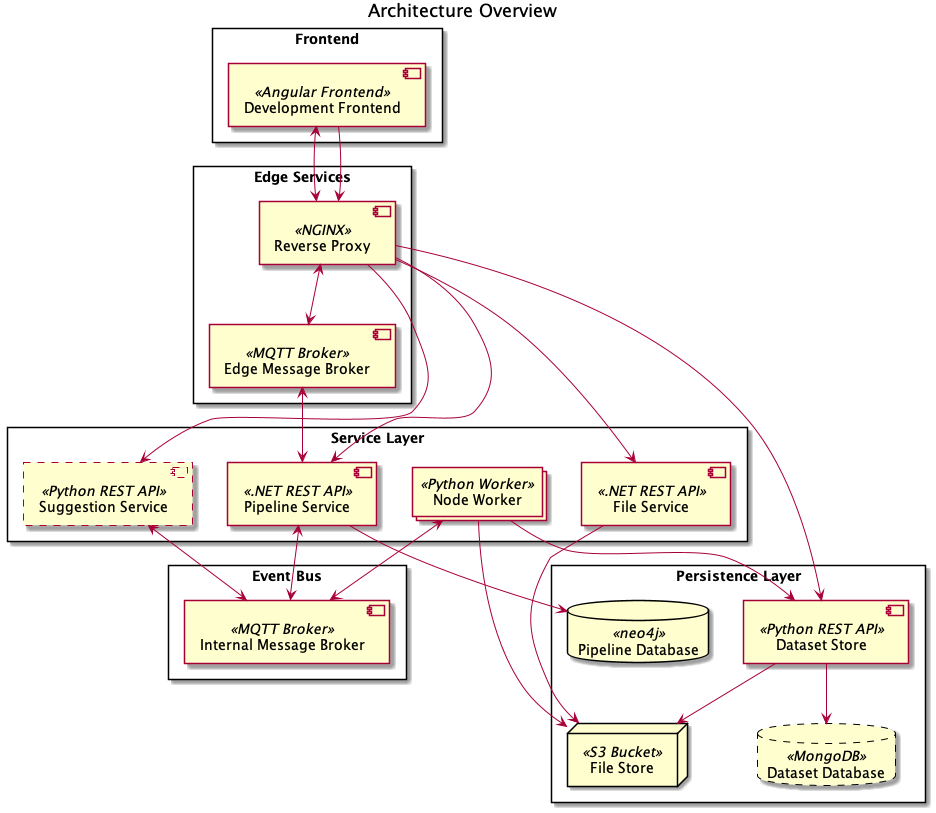 Architecture Overview
Frontend
«Angular Frontend»
Development Frontend
Edge Services
«NGINX»
Reverse Proxy
«MQTT Broker»
Edge Message Broker
Service Layer
«Python REST API»
Suggestion Service
«.NET REST API»
Pipeline Service
«Python Worker»
Node Worker
«.NET REST API»
File Service
Event Bus
«MQTT Broker»
Internal Message Broker
Persistence Layer
«neo4j»
Pipeline Database
«Python REST API»
Dataset Store
«S3 Bucket»
File Store
«MongoDB»
Dataset Database